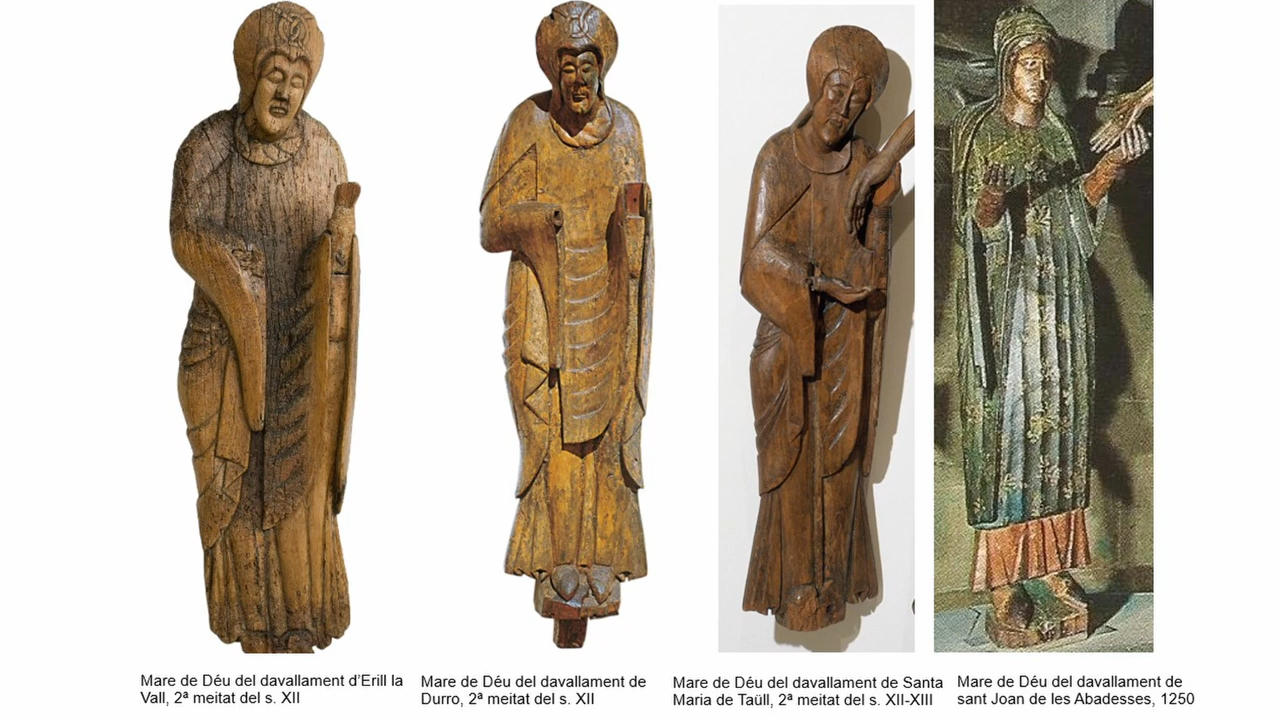 Mare de Déu del davallament d'Erill la
Vall, 2ª meitat del s. XII
Mare de Déu del davallament de
Durro, 2ª meitat del s. XII
Mare de Déu del davallament de Santa
Maria de Taüll, 2ª meitat del s. XII-XIII
Mare de Déu del davallament de
sant Joan de les Abadesses, 1250